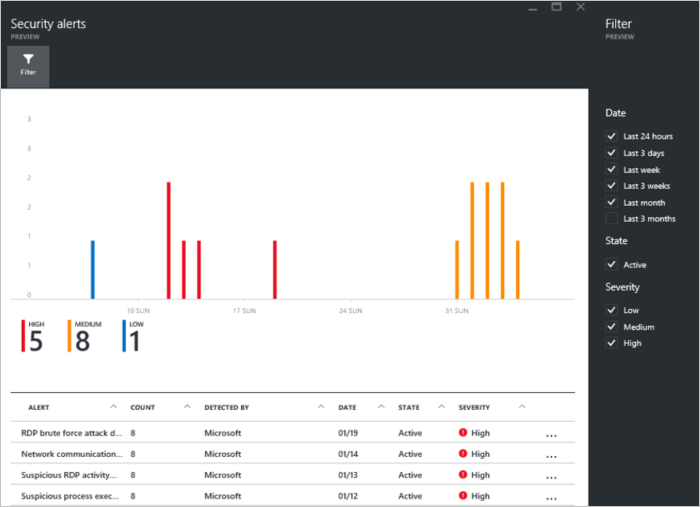 Security alerts
PREVIEW
Filter
3
3
2
2
1
1
0
10 SUN
17 SUN
24 SUN
31 SUN
HIGH
5
MEDIUM
8
LOW
1
ALERT COUNT DETECTED BY DATE STATE SEVERITY
RDP brute force attack d... 8 Microsoft 01/19 Active High ...
Network communication... 8 Microsoft 01/14 Active High ...
Suspicious RDP activity... 8 Microsoft 01/13 Active High ...
Suspicious process exec... 8 Microsoft 01/12 Active High ...
Filter
PREVIEW
Date
Last 24 hours
Last 3 days
Last week
Last 3 weeks
Last month
Last 3 months
State
Active
Severity
Low
Medium
High